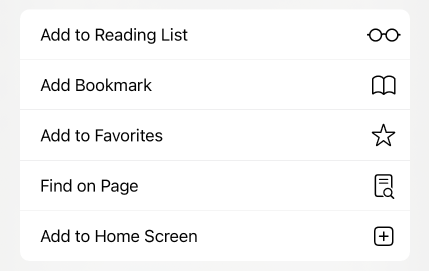 Add to Reading List
Add Bookmark
Add to Favorites
Find on Page
Add to Home Screen